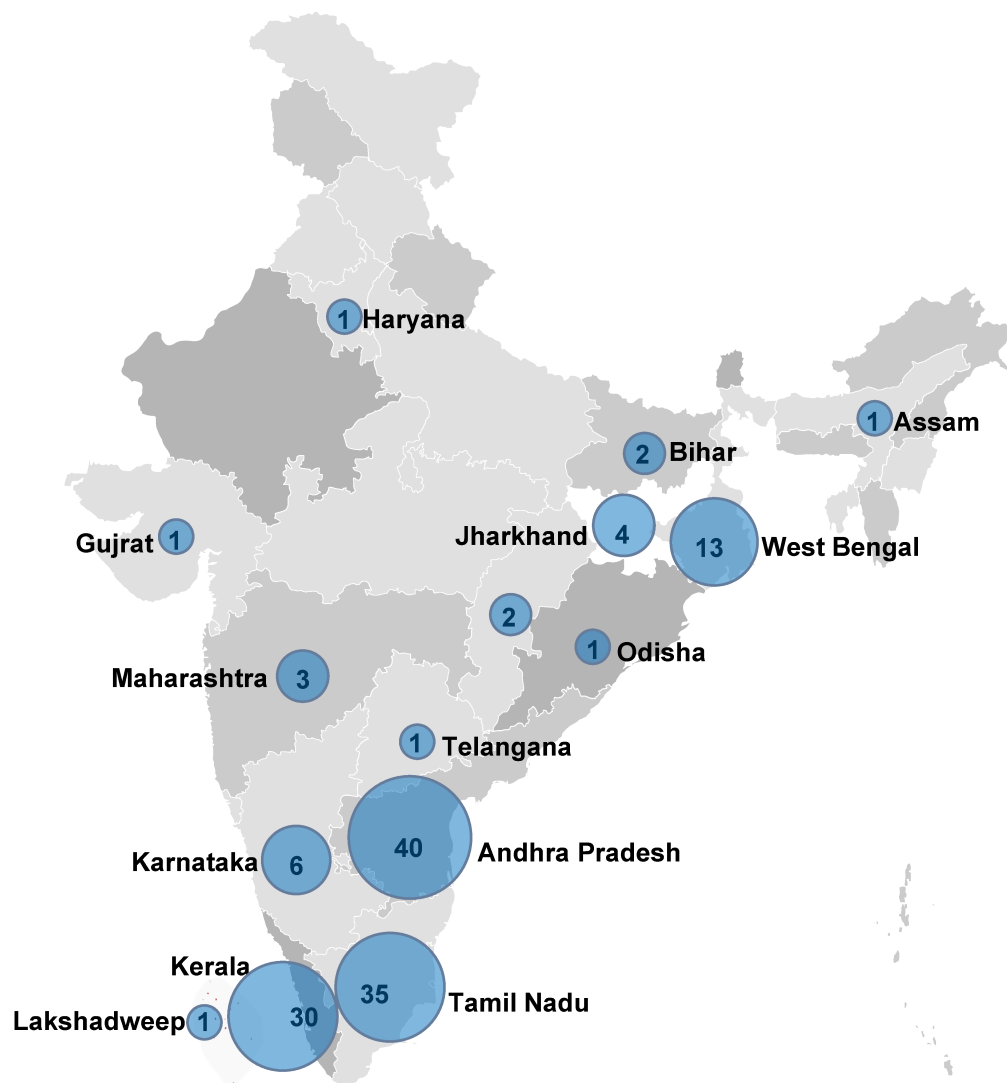 1 Haryana
1 Assam
2 Bihar
Gujrat 1
Jharkhand 4
13 West Bengal
2
1 Odisha
Maharashtra 3
1 Telangana
40 Andhra Pradesh
Karnataka 6
Kerala 30
35 Tamil Nadu
Lakshadweep 1